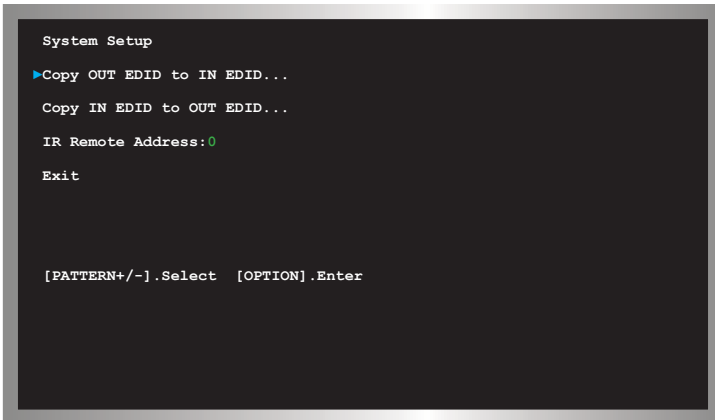 System Setup
►Copy OUT EDID to IN EDID...
Copy IN EDID to OUT EDID...
IR Remote Address:0
Exit
[PATTERN+/-].Select [OPTION].Enter